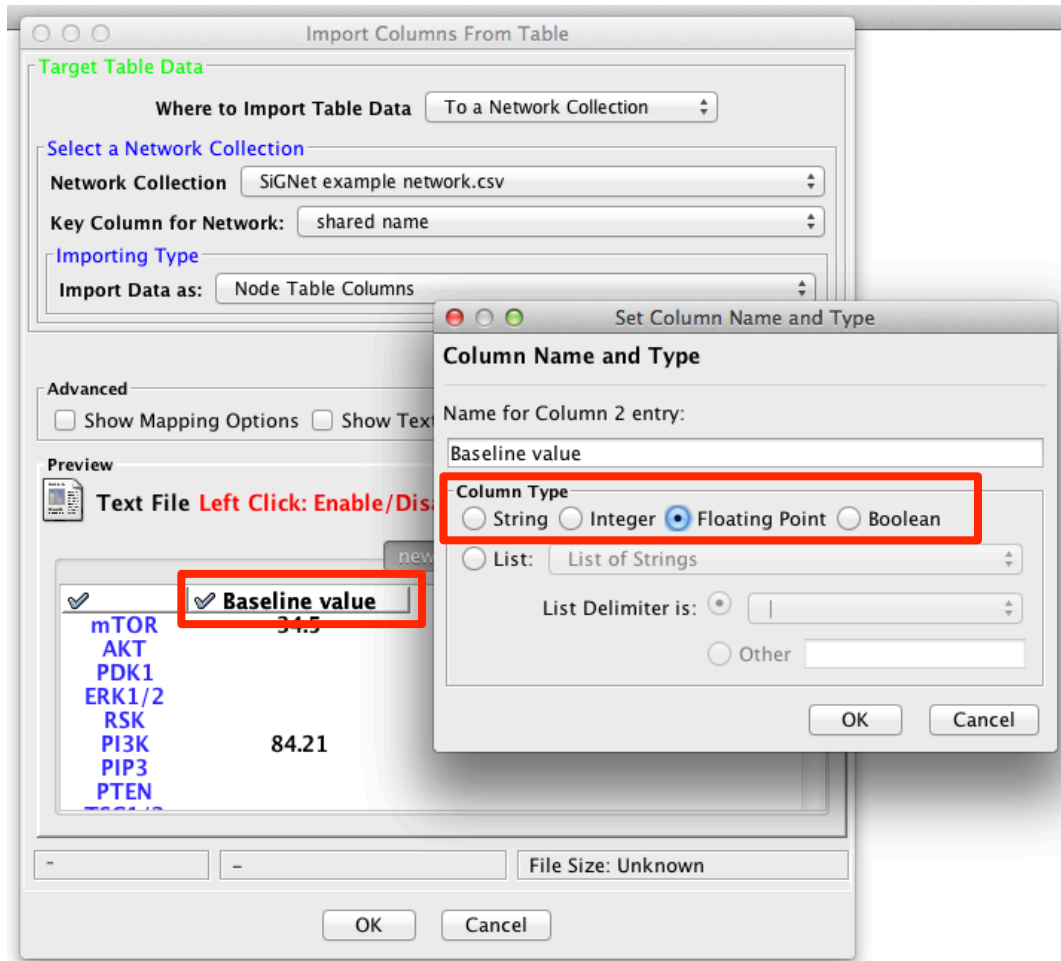 Import Columns From Table
Target Table Data
Where to Import Table Data To a Network Collection
Select a Network Collection
Network Collection SiGNet example network.csv
Key Column for Network: shared name
Importing Type
Import Data as: Node Table Columns
Advanced
Show Mapping Options Show Text
Preview
Text File Left Click: Enable/Dis
new
Baseline value
mTOR 34.5
AKT
PDK1
ERK1/2
RSK
PI3K 84.21
PIP3
PTEN
- – File Size: Unknown
OK Cancel
Set Column Name and Type
Column Name and Type
Name for Column 2 entry:
Baseline value
Column Type
String Integer Floating Point Boolean
List: List of Strings
List Delimiter is: |
Other
OK Cancel